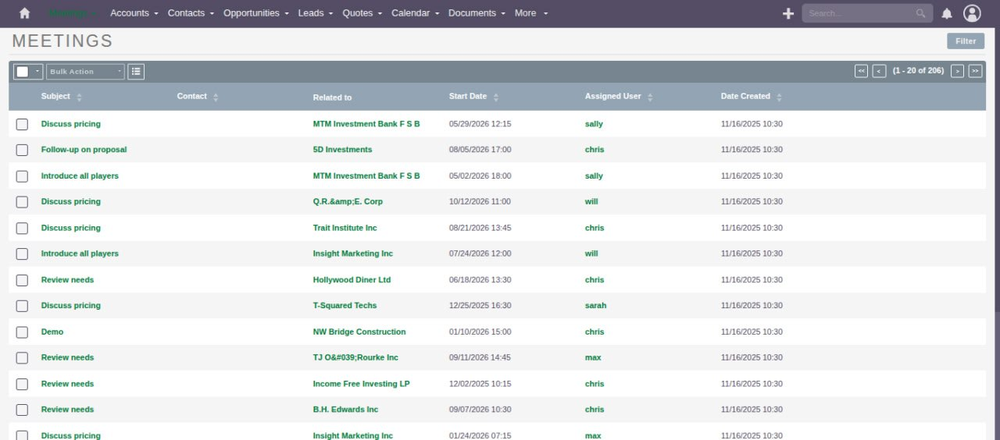 Meetings Accounts Contacts Opportunities Leads Quotes Calendar Documents More Search...
MEETINGS
Filter
Bulk Action << < (1 - 20 of 206) > >>
Subject Contact Related to Start Date Assigned User Date Created
Discuss pricing MTM Investment Bank F S B 05/29/2026 12:15 sally 11/16/2025 10:30
Follow-up on proposal 5D Investments 08/05/2026 17:00 chris 11/16/2025 10:30
Introduce all players MTM Investment Bank F S B 05/02/2026 18:00 sally 11/16/2025 10:30
Discuss pricing Q.R.&amp;E. Corp 10/12/2026 11:00 will 11/16/2025 10:30
Discuss pricing Trait Institute Inc 08/21/2026 13:45 chris 11/16/2025 10:30
Introduce all players Insight Marketing Inc 07/24/2026 12:00 will 11/16/2025 10:30
Review needs Hollywood Diner Ltd 06/18/2026 13:30 chris 11/16/2025 10:30
Discuss pricing T-Squared Techs 12/25/2025 16:30 sarah 11/16/2025 10:30
Demo NW Bridge Construction 01/10/2026 15:00 chris 11/16/2025 10:30
Review needs TJ O&#039;Rourke Inc 09/11/2026 14:45 max 11/16/2025 10:30
Review needs Income Free Investing LP 12/02/2025 10:15 chris 11/16/2025 10:30
Review needs B.H. Edwards Inc 09/07/2026 10:30 chris 11/16/2025 10:30
Discuss pricing Insight Marketing Inc 01/24/2026 07:15 max 11/16/2025 10:30